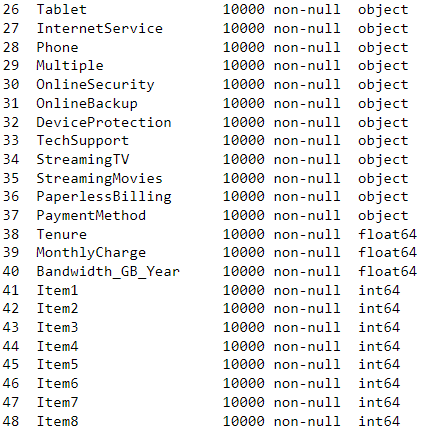 26 Tablet 10000 non-null object
27 InternetService 10000 non-null object
28 Phone 10000 non-null object
29 Multiple 10000 non-null object
30 OnlineSecurity 10000 non-null object
31 OnlineBackup 10000 non-null object
32 DeviceProtection 10000 non-null object
33 TechSupport 10000 non-null object
34 StreamingTV 10000 non-null object
35 StreamingMovies 10000 non-null object
36 PaperlessBilling 10000 non-null object
37 PaymentMethod 10000 non-null object
38 Tenure 10000 non-null float64
39 MonthlyCharge 10000 non-null float64
40 Bandwidth_GB_Year 10000 non-null float64
41 Item1 10000 non-null int64
42 Item2 10000 non-null int64
43 Item3 10000 non-null int64
44 Item4 10000 non-null int64
45 Item5 10000 non-null int64
46 Item6 10000 non-null int64
47 Item7 10000 non-null int64
48 Item8 10000 non-null int64